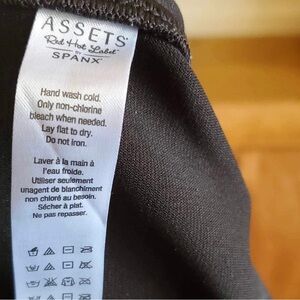 ASSETS®
Red Hot Label™
BY
SPANX®
Hand wash cold.
Only non-chlorine
bleach when needed.
Lay flat to dry.
Do not iron.
Laver à la main à
l'eau froide.
Utiliser seulement
unagent de blanchiment
non chloré au besoin.
Sécher à plat.
Ne pas repasser.